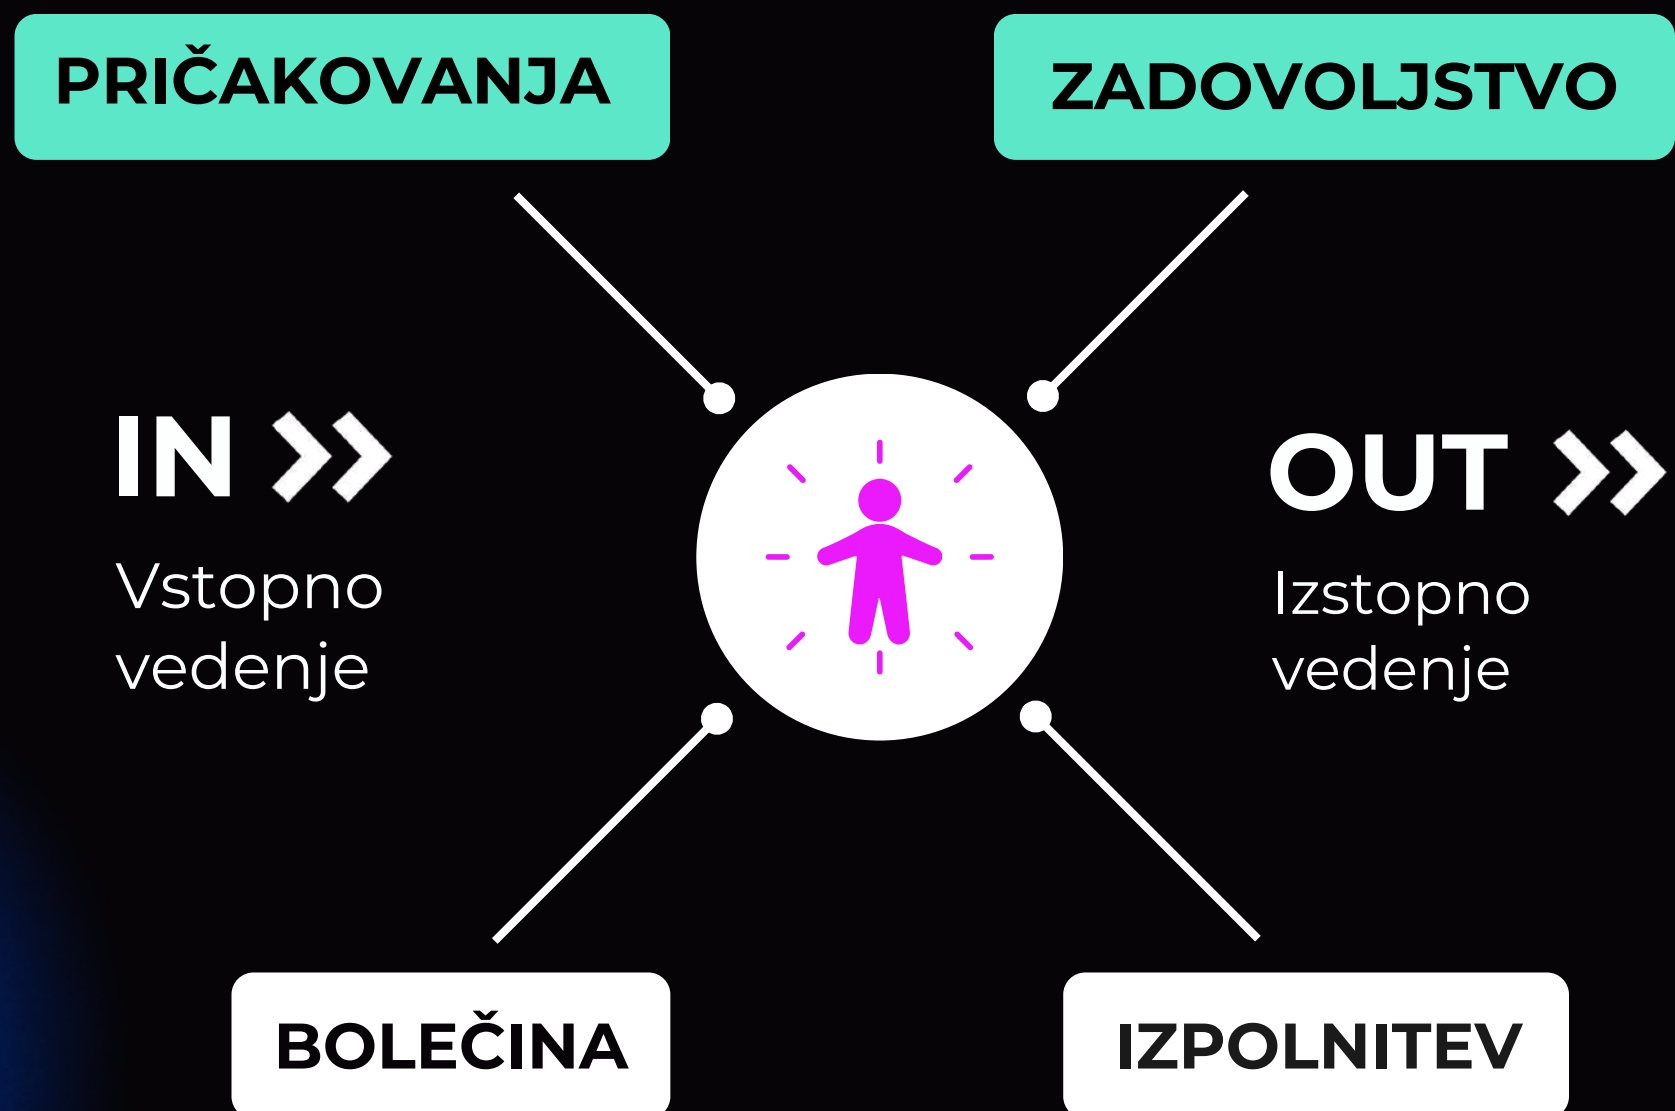 PRIČAKOVANJA
ZADOVOLJSTVO
IN
Vstopno
vedenje
OUT
Izstopno
vedenje
BOLEČINA
IZPOLNITEV